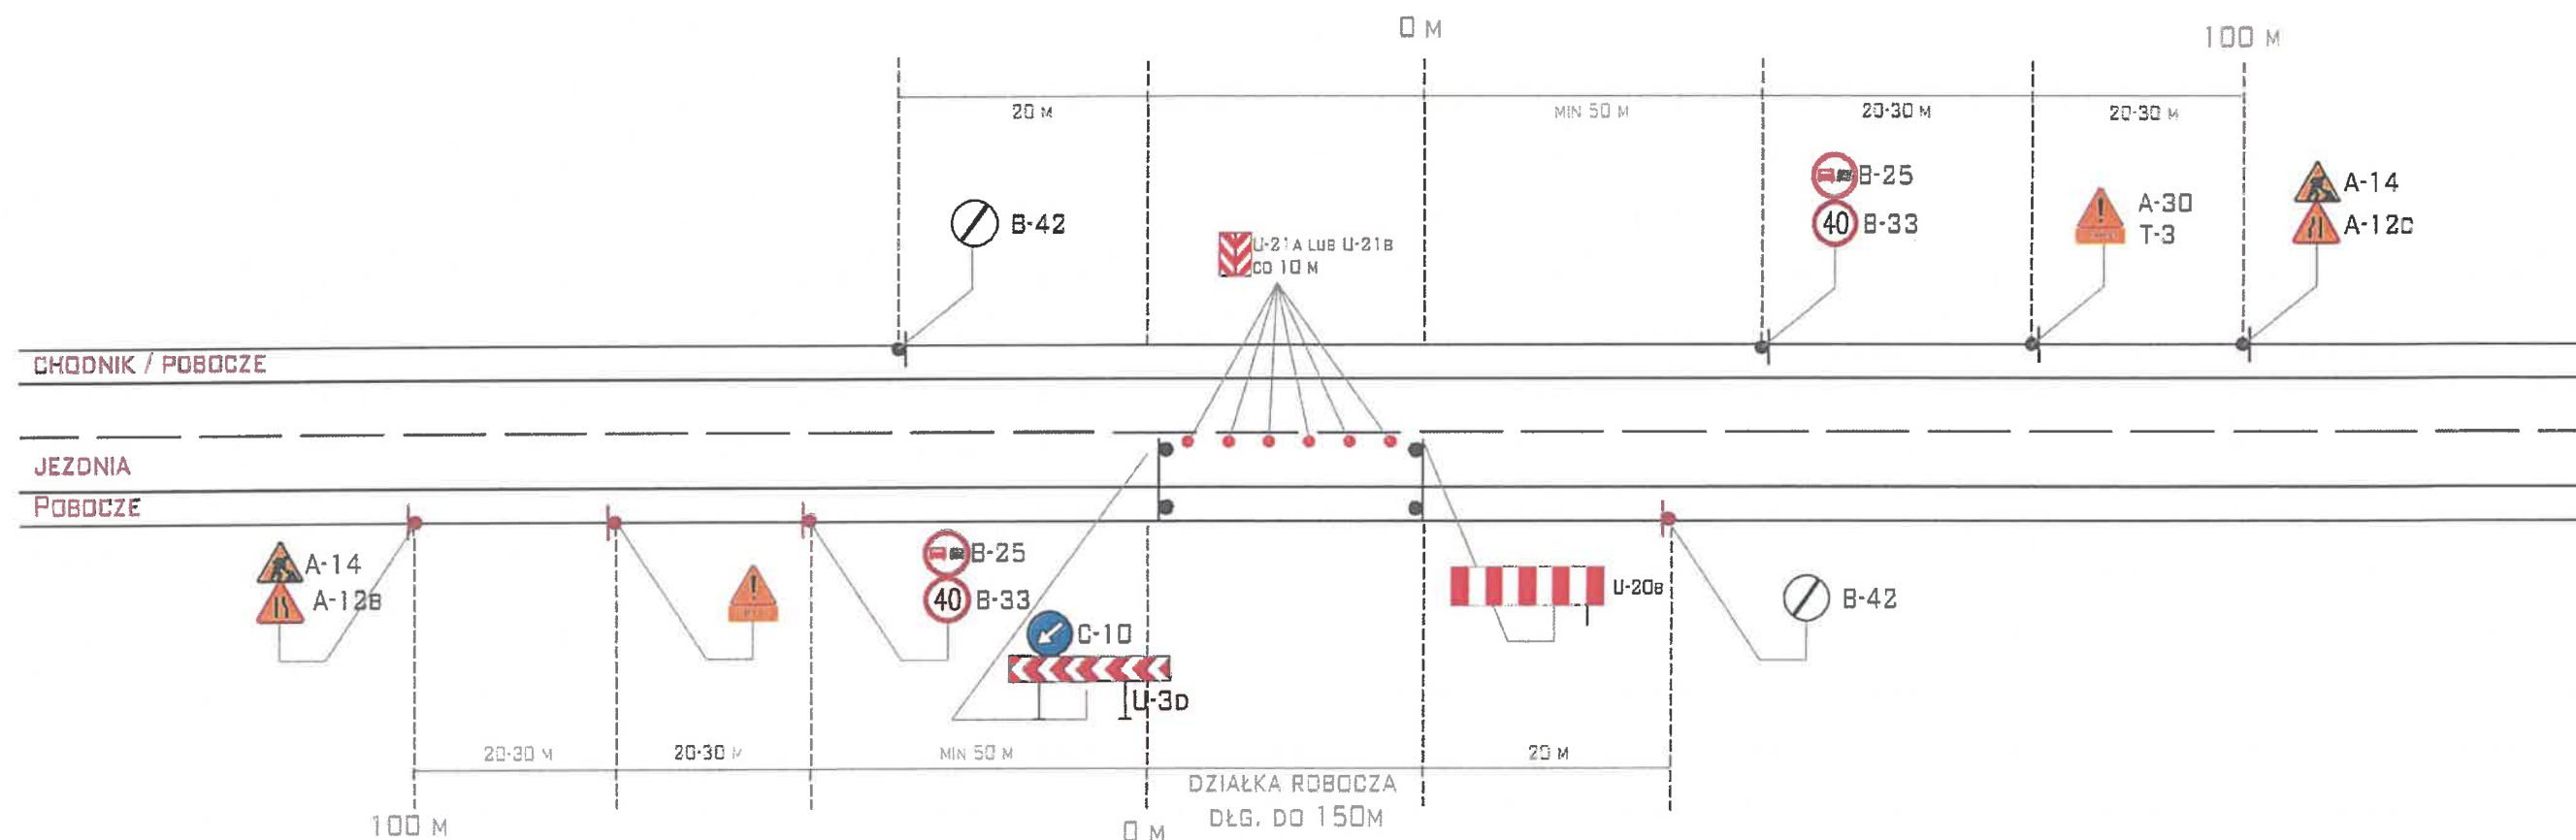 0 M
100 M
20 M
MIN 50 M
20-30 M
20-30 M
B-42
U-21A LUB U-21B
CO 10 M
B-25
40 B-33
A-30
T-3
A-14
A-12C
CHODNIK / POBOCZE
JEZDNIA
POBOCZE
A-14
A-12B
B-25
40 B-33
C-10
U-3D
U-20B
B-42
20-30 M
20-30 M
MIN 50 M
20 M
DZIAŁKA ROBOCZA
DŁG. DO 150M
100 M
0 M